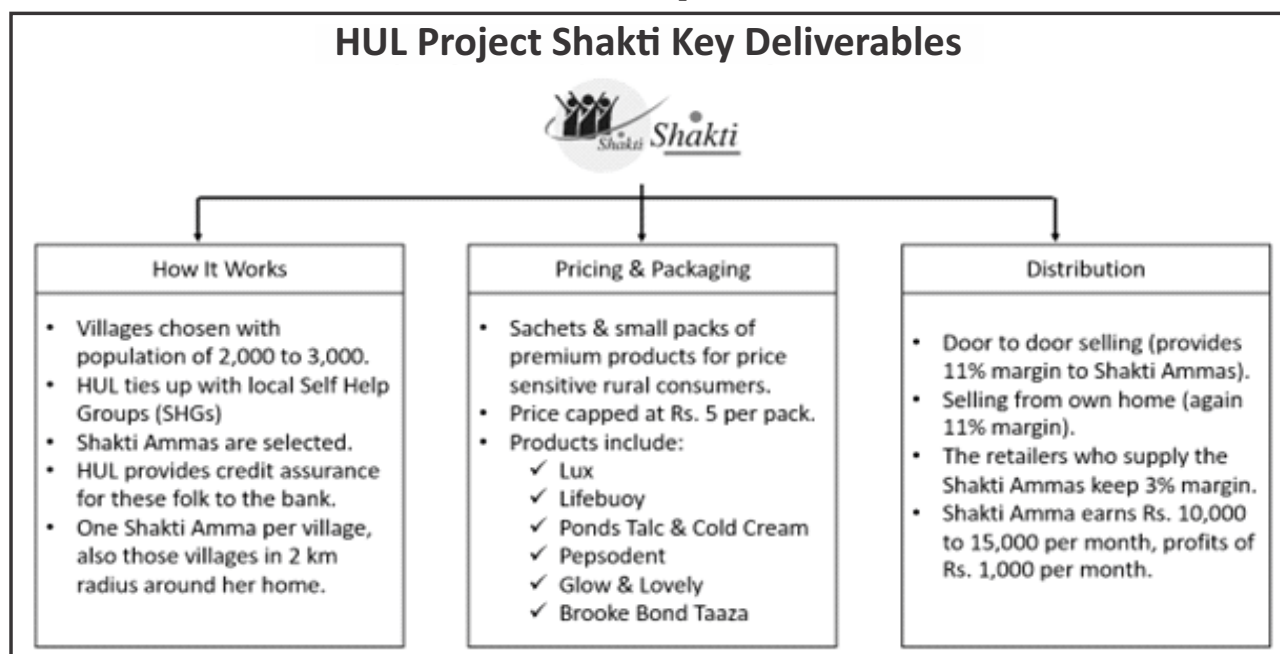 HUL Project Shakti Key Deliverables
Shakti Shakti
How It Works
• Villages chosen with
population of 2,000 to 3,000.
• HUL ties up with local Self Help
Groups (SHGs)
• Shakti Ammas are selected.
• HUL provides credit assurance
for these folk to the bank.
• One Shakti Amma per village,
also those villages in 2 km
radius around her home.
Pricing & Packaging
• Sachets & small packs of
premium products for price
sensitive rural consumers.
• Price capped at Rs. 5 per pack.
• Products include:
✓ Lux
✓ Lifebuoy
✓ Ponds Talc & Cold Cream
✓ Pepsodent
✓ Glow & Lovely
✓ Brooke Bond Taaza
Distribution
• Door to door selling (provides
11% margin to Shakti Ammas).
• Selling from own home (again
11% margin).
• The retailers who supply the
Shakti Ammas keep 3% margin.
• Shakti Amma earns Rs. 10,000
to 15,000 per month, profits of
Rs. 1,000 per month.